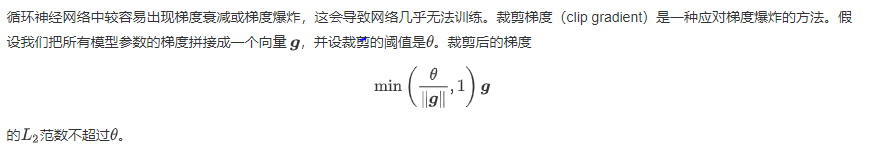 循环神经网络中较容易出现梯度衰减或梯度爆炸，这会导致网络几乎无法训练。裁剪梯度（clip gradient）是一种应对梯度爆炸的方法。假
设我们把所有模型参数的梯度拼接成一个向量 g，并设裁剪的阈值是θ。裁剪后的梯度
min(θ/‖g‖, 1) g
的L₂范数不超过θ。